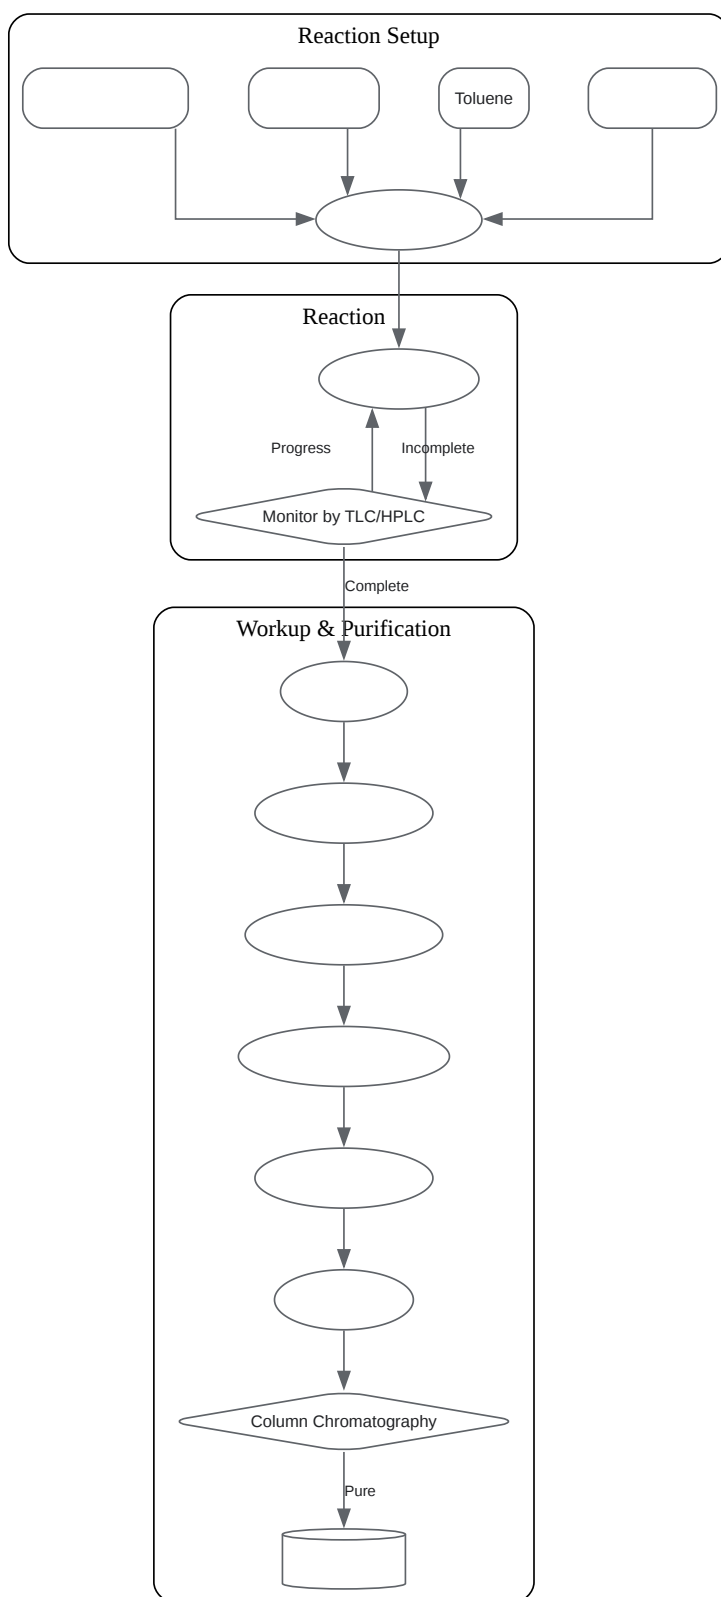 Reaction Setup
Toluene
Reaction
Progress
Incomplete
Monitor by TLC/HPLC
Complete
Workup & Purification
Column Chromatography
Pure